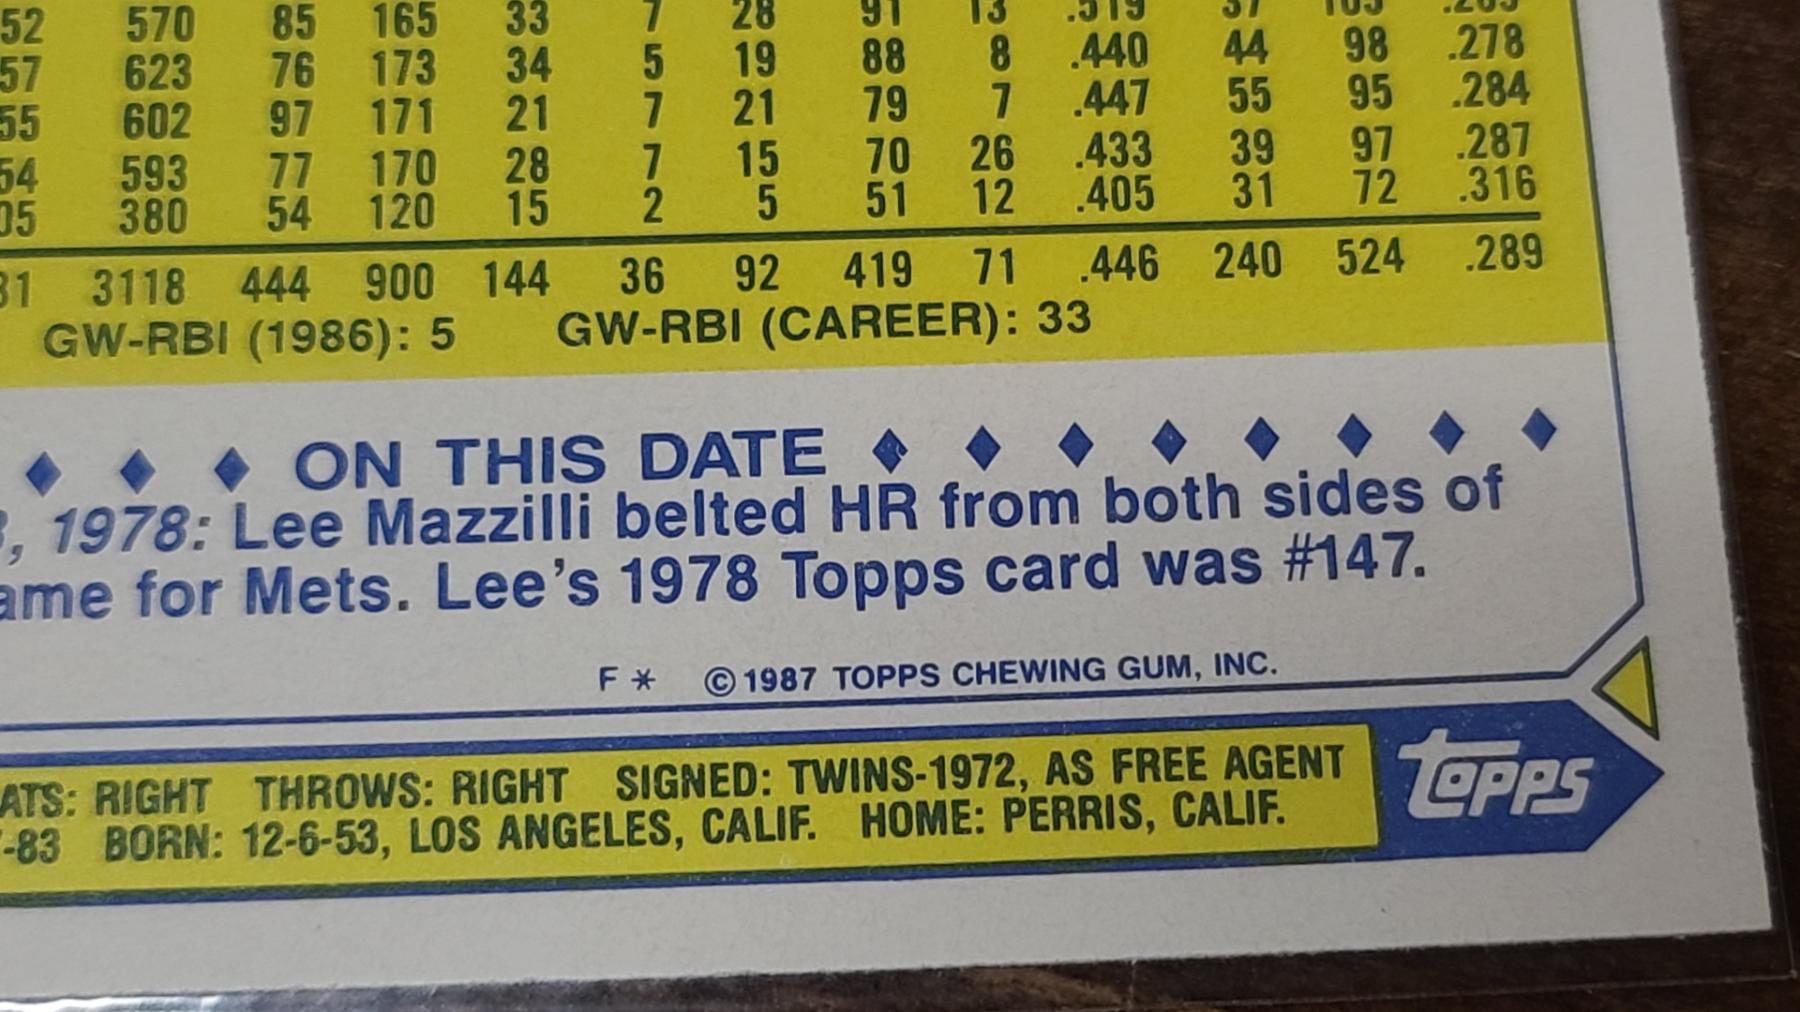 52 570 85 165 33 7 28 91 13 .519 37 105 .265
57 623 76 173 34 5 19 88 8 .440 44 98 .278
55 602 97 171 21 7 21 79 7 .447 55 95 .284
54 593 77 170 28 7 15 70 26 .433 39 97 .287
05 380 54 120 15 2 5 51 12 .405 31 72 .316
31 3118 444 900 144 36 92 419 71 .446 240 524 .289
GW-RBI (1986): 5 GW-RBI (CAREER): 33
ON THIS DATE
, 1978: Lee Mazzilli belted HR from both sides of
ame for Mets. Lee's 1978 Topps card was #147.
F * © 1987 TOPPS CHEWING GUM, INC.
ATS: RIGHT THROWS: RIGHT SIGNED: TWINS-1972, AS FREE AGENT
-83 BORN: 12-6-53, LOS ANGELES, CALIF. HOME: PERRIS, CALIF.
topps